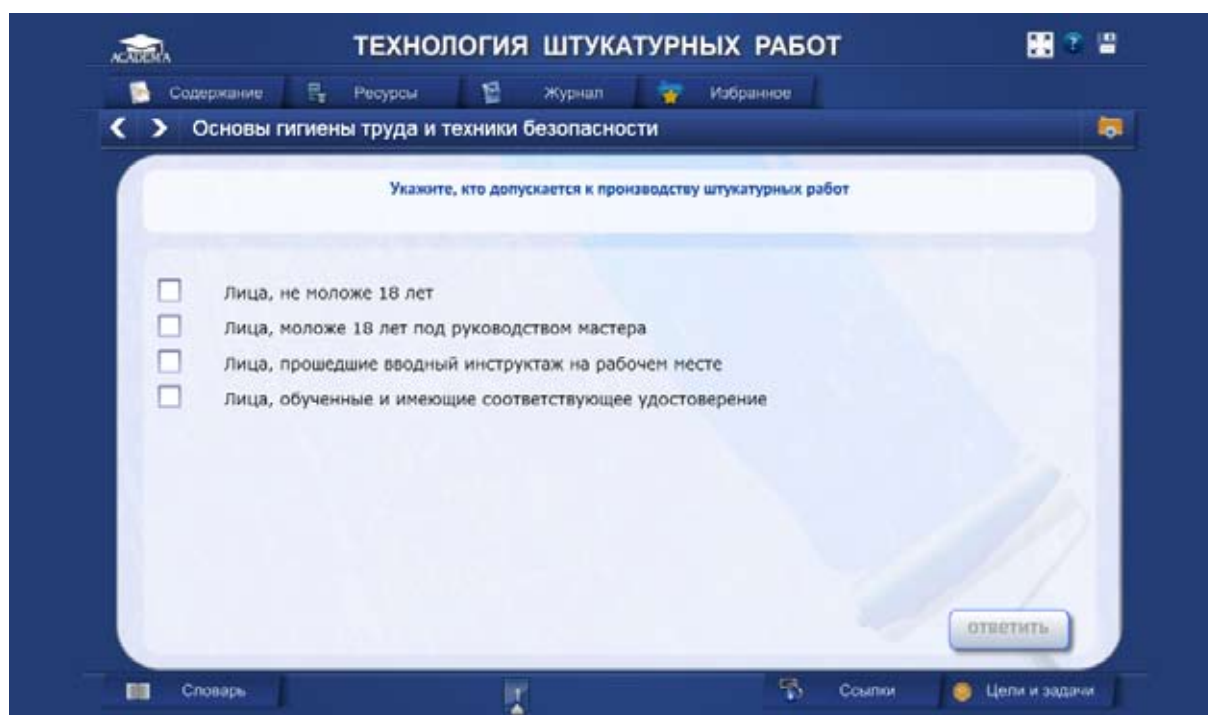 ACADEM'A
ТЕХНОЛОГИЯ ШТУКАТУРНЫХ РАБОТ
?
Содержание Ресурсы Журнал Избранное
Основы гигиены труда и техники безопасности
Укажите, кто допускается к производству штукатурных работ
Лица, не моложе 18 лет
Лица, моложе 18 лет под руководством мастера
Лица, прошедшие вводный инструктаж на рабочем месте
Лица, обученные и имеющие соответствующее удостоверение
ОТВЕТИТЬ
Словарь Ссылки Цели и задачи